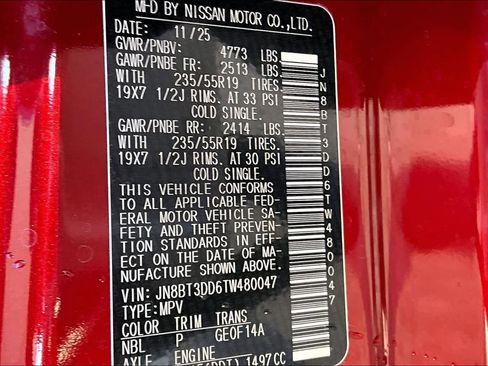 MFD BY NISSAN MOTOR CO.,LTD.
DATE: 11/25
GVWR/PNBV: 4773 LBS.
GAWR/PNBE FR: 2513 LBS.
WITH 235/55R19 TIRES.
19X7 1/2J RIMS. AT 33 PSI
COLD SINGLE.
GAWR/PNBE RR: 2414 LBS.
WITH 235/55R19 TIRES.
19X7 1/2J RIMS. AT 30 PSI
COLD SINGLE.
THIS VEHICLE CONFORMS
TO ALL APPLICABLE FED-
ERAL MOTOR VEHICLE SA-
FETY AND THEFT PREVEN-
TION STANDARDS IN EFF-
ECT ON THE DATE OF MA-
NUFACTURE SHOWN ABOVE.
VIN: JN8BT3DD6TW480047
TYPE: MPV
COLOR TRIM TRANS
NBL P GE0F14A
AXLE ENGINE
1497CC
JN8BT3DD6TW480047